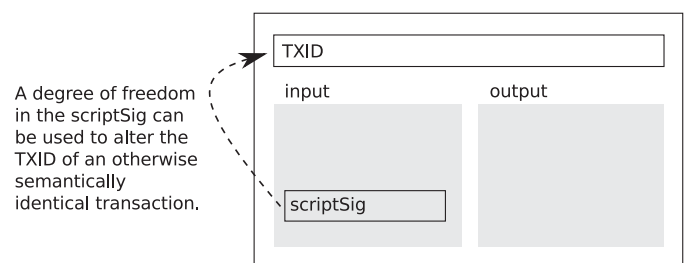 TXID
input
output
A degree of freedom
in the scriptSig can
be used to alter the
TXID of an otherwise
semantically
identical transaction.
scriptSig